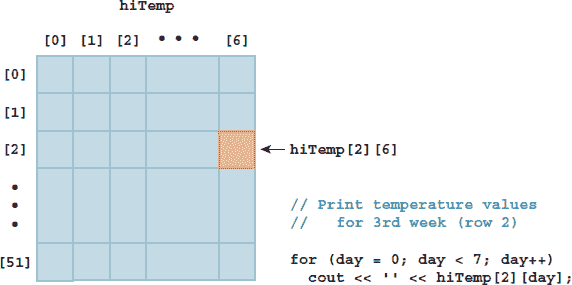 hiTemp
[0] [1] [2] • • • [6]
[0]
[1]
[2]
hiTemp[2][6]
•
•
•
[51]
// Print temperature values
//   for 3rd week (row 2)
for (day = 0; day < 7; day++)
  cout << '' << hiTemp[2][day];